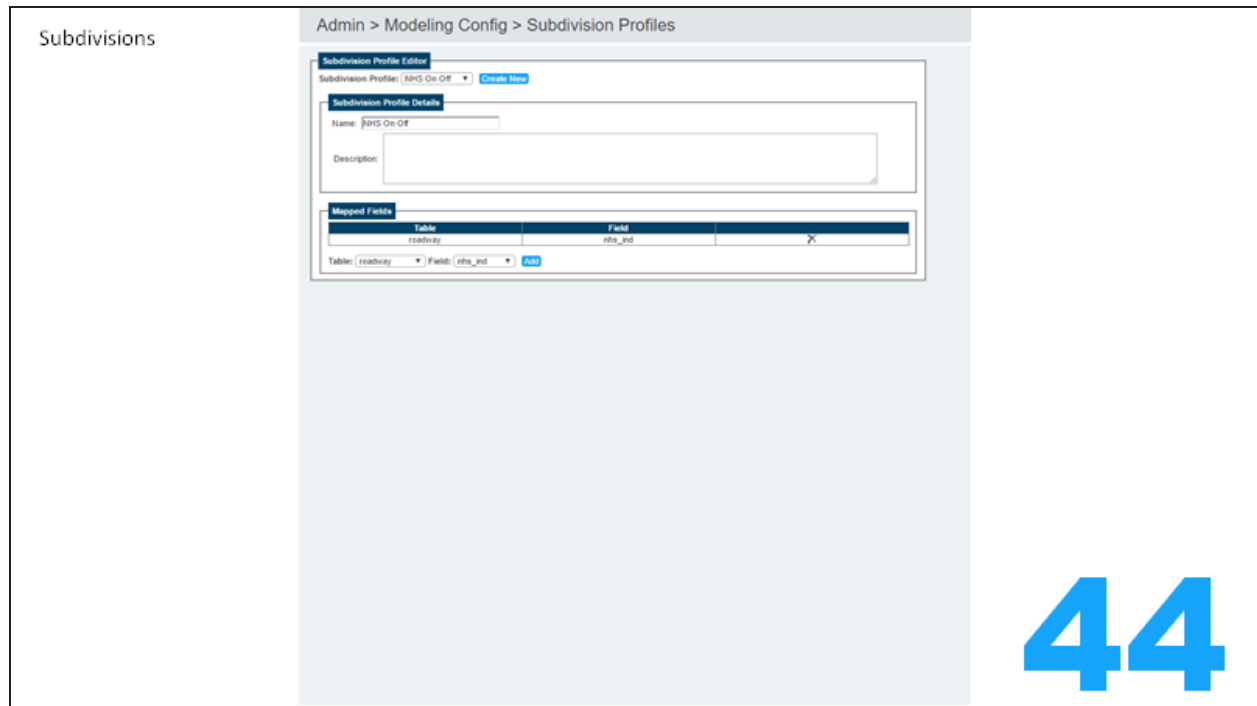 Subdivisions
Admin > Modeling Config > Subdivision Profiles
Subdivision Profile Editor
Subdivision Profile: NHS On Off Create New
Subdivision Profile Details
Name: NHS On Off
Description:
Mapped Fields
Table Field
roadway nhs_ind
Table: roadway Field: nhs_ind Add
44